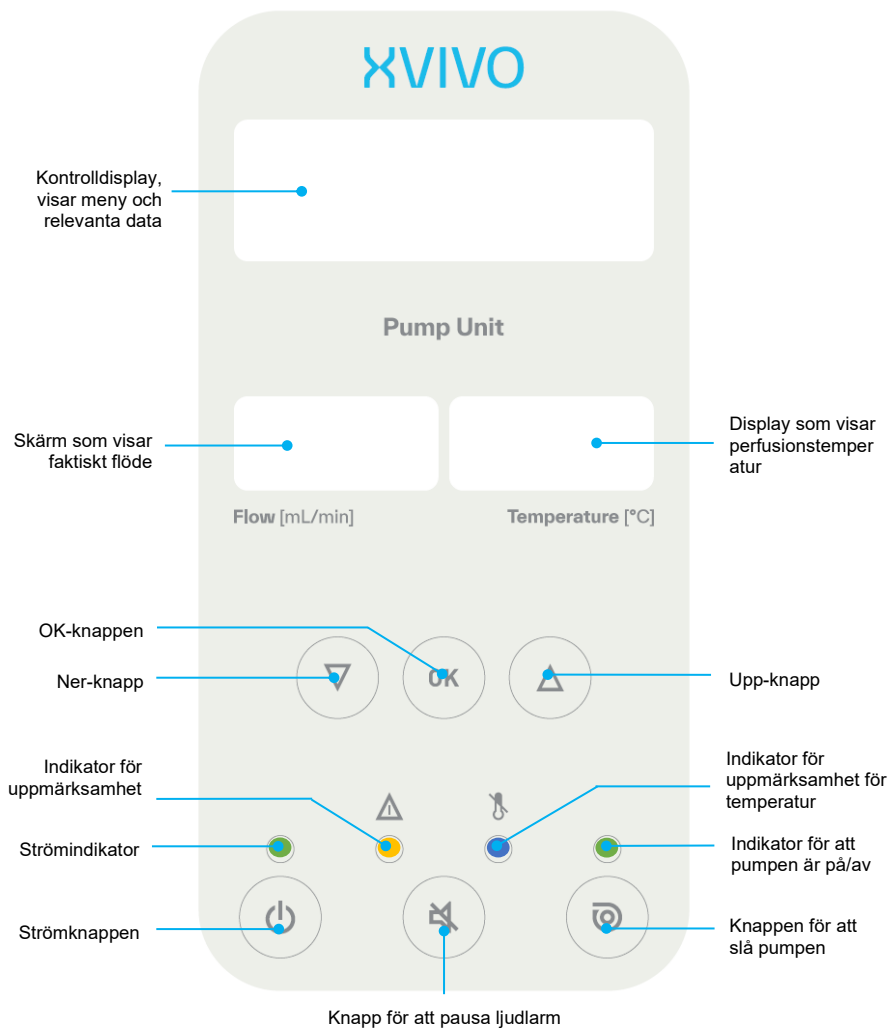 XVIVO
Kontrolldisplay,
visar meny och
relevanta data
Pump Unit
Skärm som visar
faktiskt flöde
Display som visar
perfusionstemper
atur
Flow [mL/min]
Temperature [°C]
OK-knappen
Ner-knapp
OK
Upp-knapp
Indikator för
uppmärksamhet
Indikator för
uppmärksamhet för
temperatur
Strömindikator
Indikator för att
pumpen är på/av
Strömknappen
Knappen för att
slå pumpen
Knapp för att pausa ljudlarm